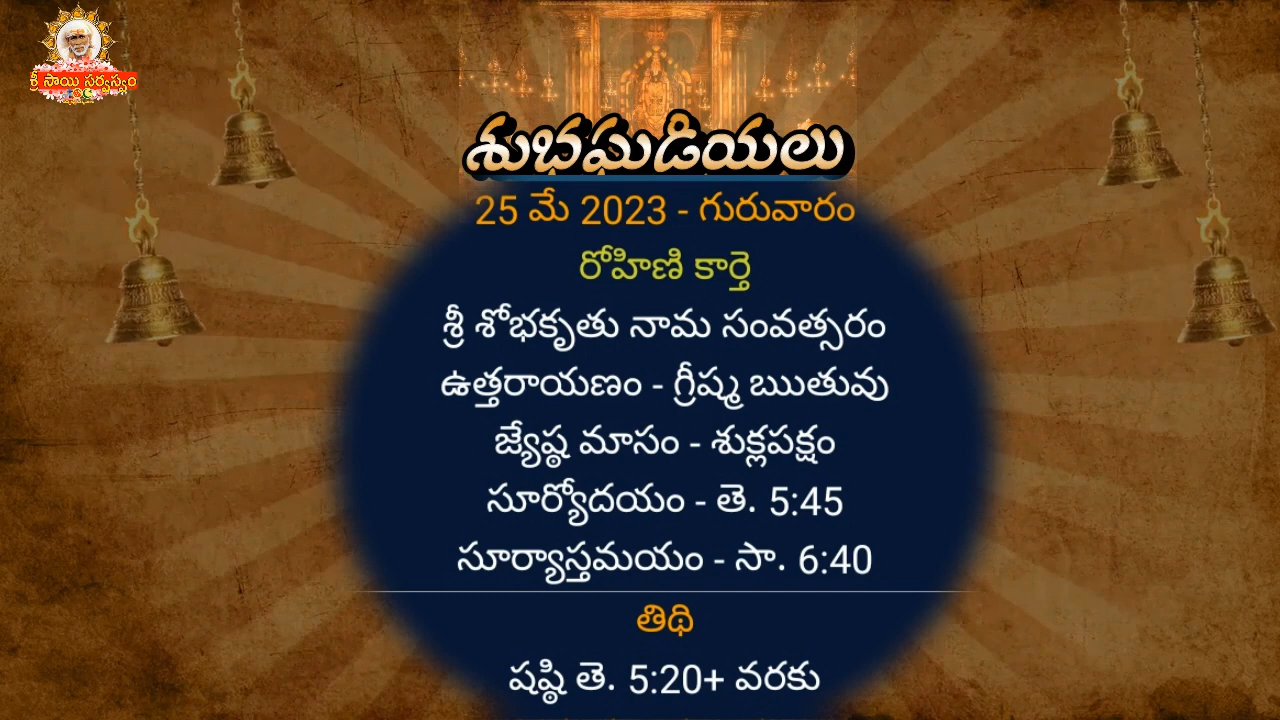 శ్రీ సాయి సర్వస్వం
శుభఘడియలు
25 మే 2023 - గురువారం
రోహిణి కార్తె
శ్రీ శోభకృతు నామ సంవత్సరం
ఉత్తరాయణం - గ్రీష్మ ఋతువు
జ్యేష్ఠ మాసం - శుక్లపక్షం
సూర్యోదయం - తె. 5:45
సూర్యాస్తమయం - సా. 6:40
తిథి
షష్ఠి తె. 5:20+ వరకు